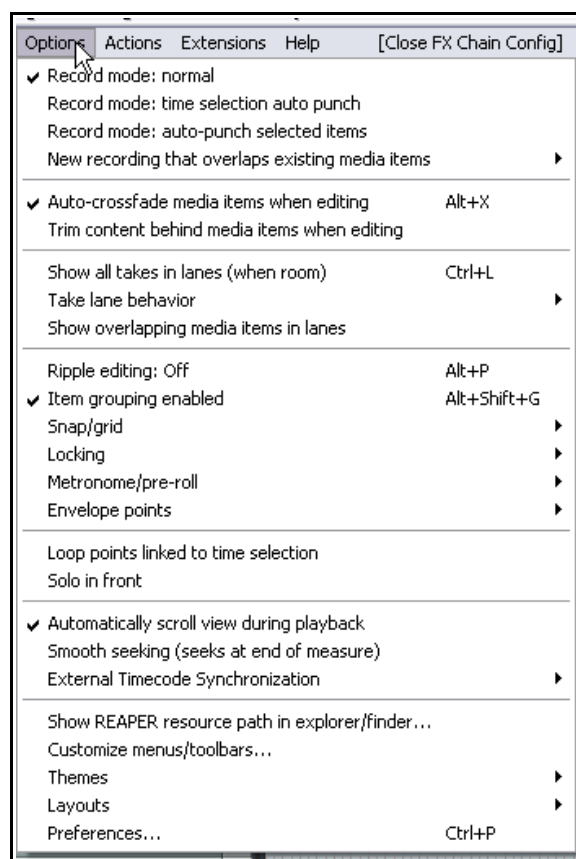 Options Actions Extensions Help [Close FX Chain Config]
Record mode: normal
Record mode: time selection auto punch
Record mode: auto-punch selected items
New recording that overlaps existing media items
Auto-crossfade media items when editing Alt+X
Trim content behind media items when editing
Show all takes in lanes (when room) Ctrl+L
Take lane behavior
Show overlapping media items in lanes
Ripple editing: Off Alt+P
Item grouping enabled Alt+Shift+G
Snap/grid
Locking
Metronome/pre-roll
Envelope points
Loop points linked to time selection
Solo in front
Automatically scroll view during playback
Smooth seeking (seeks at end of measure)
External Timecode Synchronization
Show REAPER resource path in explorer/finder...
Customize menus/toolbars...
Themes
Layouts
Preferences... Ctrl+P